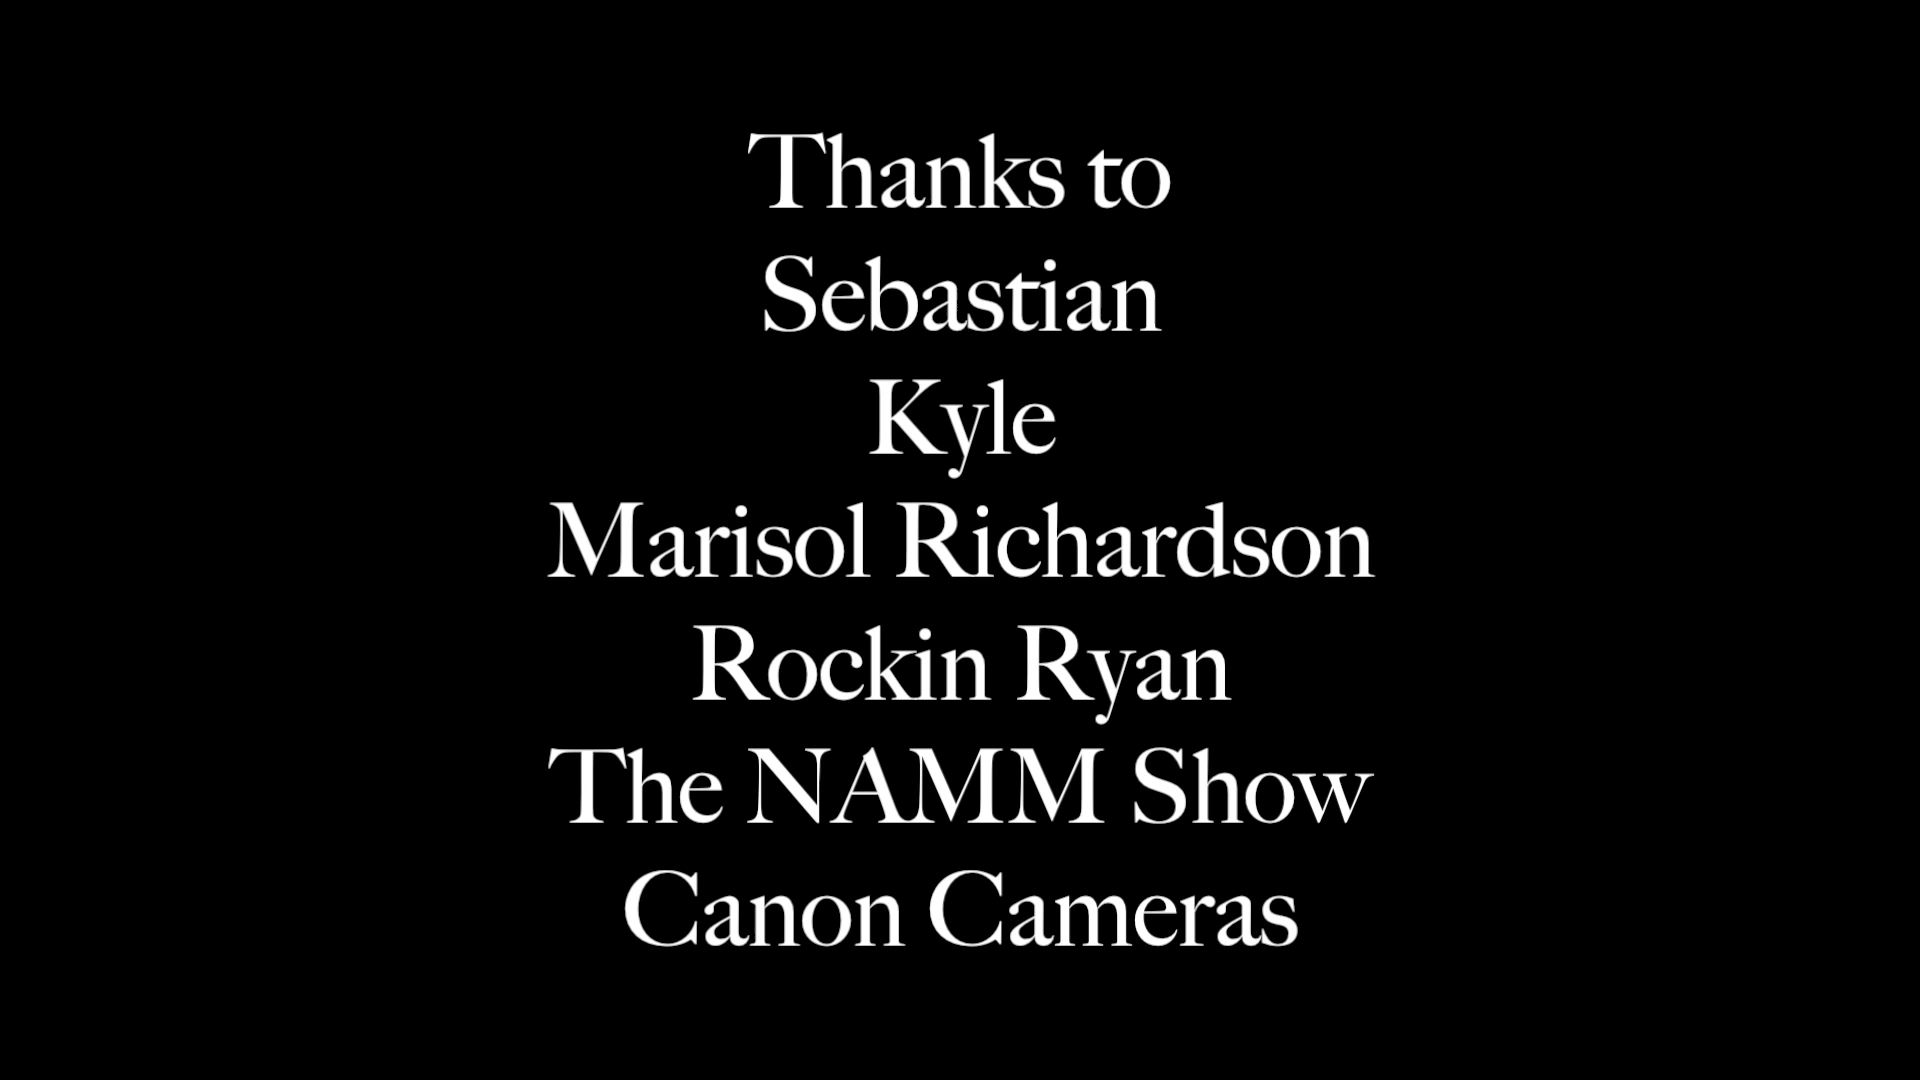 Thanks to
Sebastian
Kyle
Marisol Richardson
Rockin Ryan
The NAMM Show
Canon Cameras